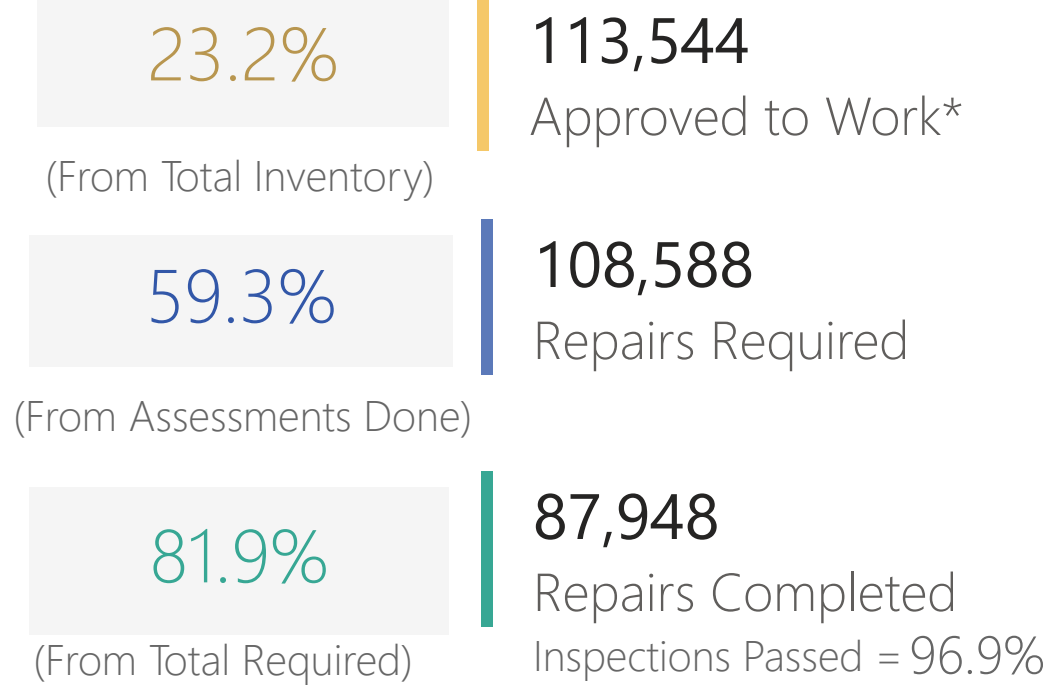 23.2%
113,544
Approved to Work*
(From Total Inventory)
59.3%
108,588
Repairs Required
(From Assessments Done)
81.9%
87,948
Repairs Completed
(From Total Required)
Inspections Passed = 96.9%